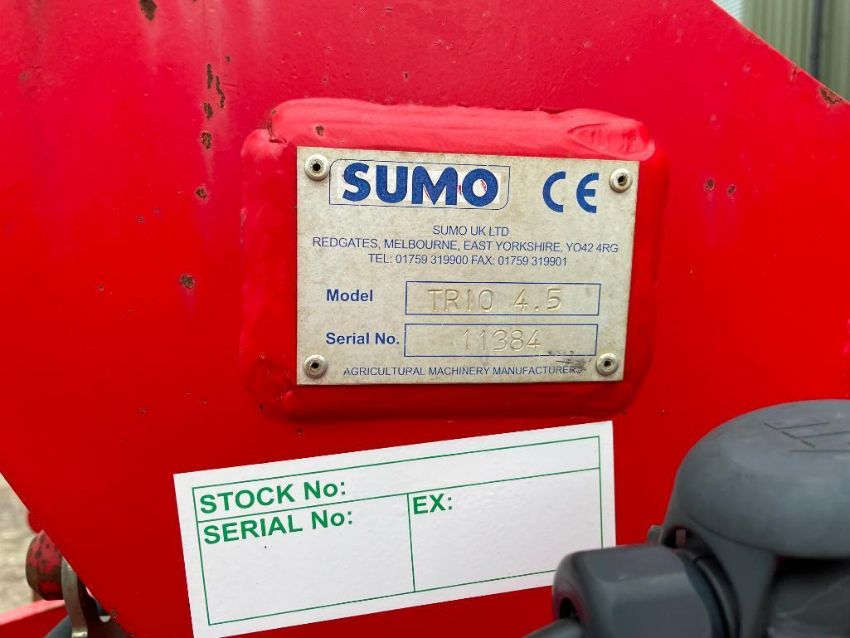 SUMO CE
SUMO UK LTD
REDGATES, MELBOURNE, EAST YORKSHIRE, YO42 4RG
TEL: 01759 319900 FAX: 01759 319901
Model TRIO 4.5
Serial No. 11384
AGRICULTURAL MACHINERY MANUFACTURERS
STOCK No:
SERIAL No: EX: